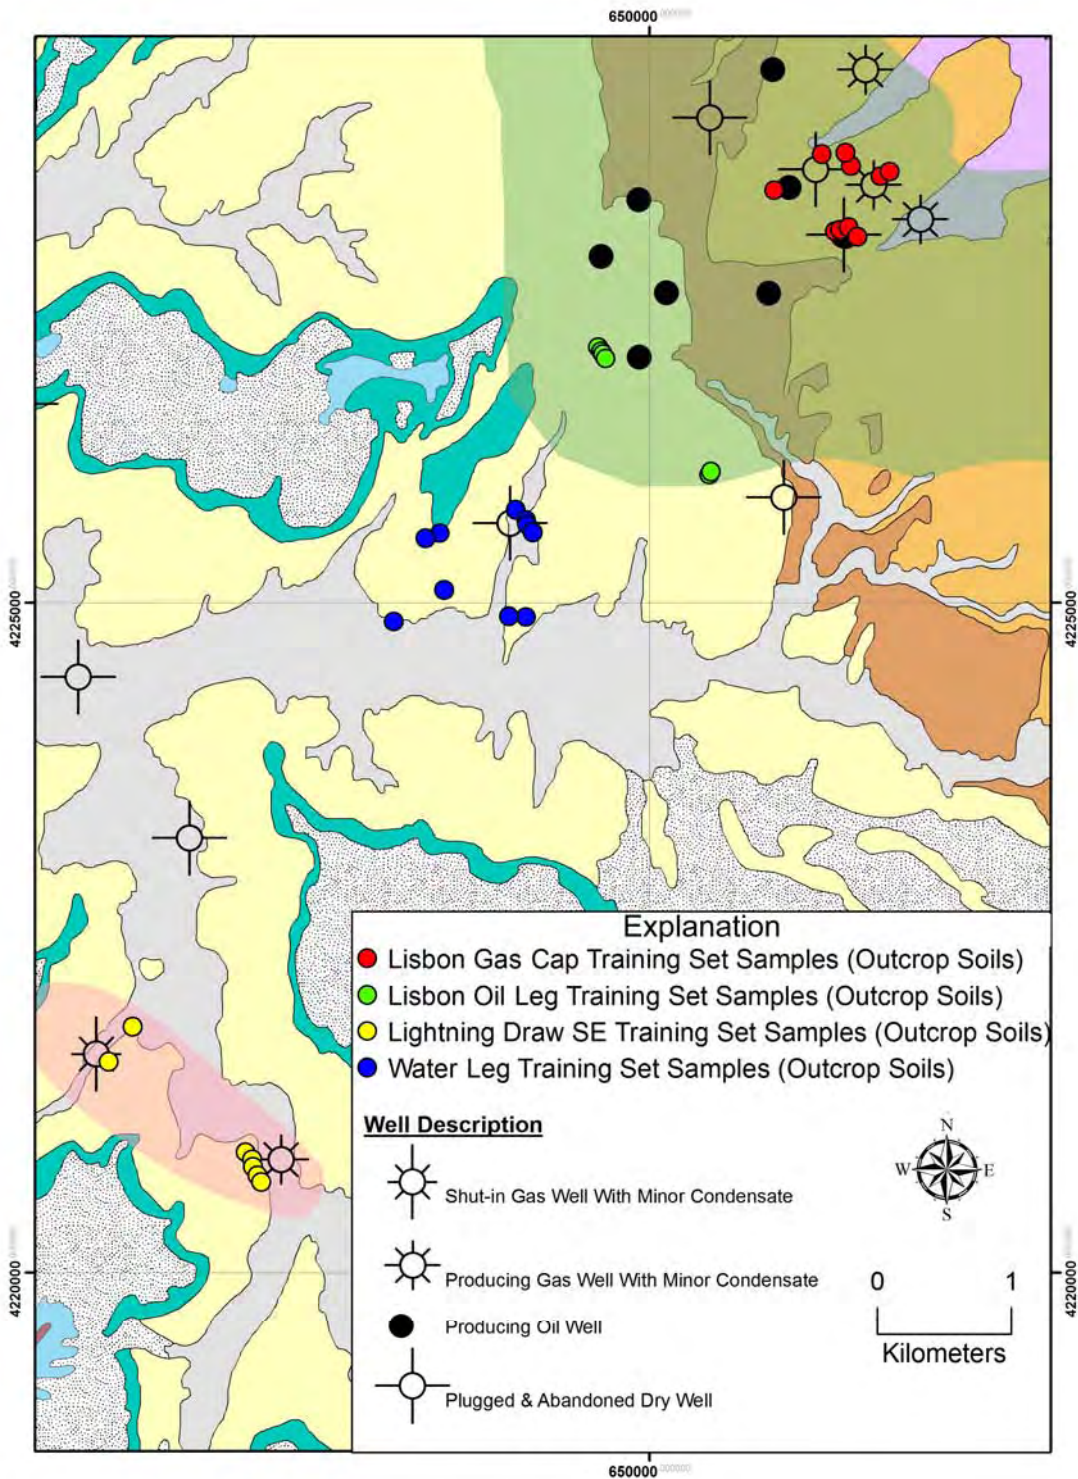 650000
4225000
4225000
Explanation
Lisbon Gas Cap Training Set Samples (Outcrop Soils)
Lisbon Oil Leg Training Set Samples (Outcrop Soils)
Lightning Draw SE Training Set Samples (Outcrop Soils)
Water Leg Training Set Samples (Outcrop Soils)
Well Description
N
W E
S
Shut-in Gas Well With Minor Condensate
Producing Gas Well With Minor Condensate
0 1
Kilometers
Producing Oil Well
Plugged & Abandoned Dry Well
4220000
4220000
650000